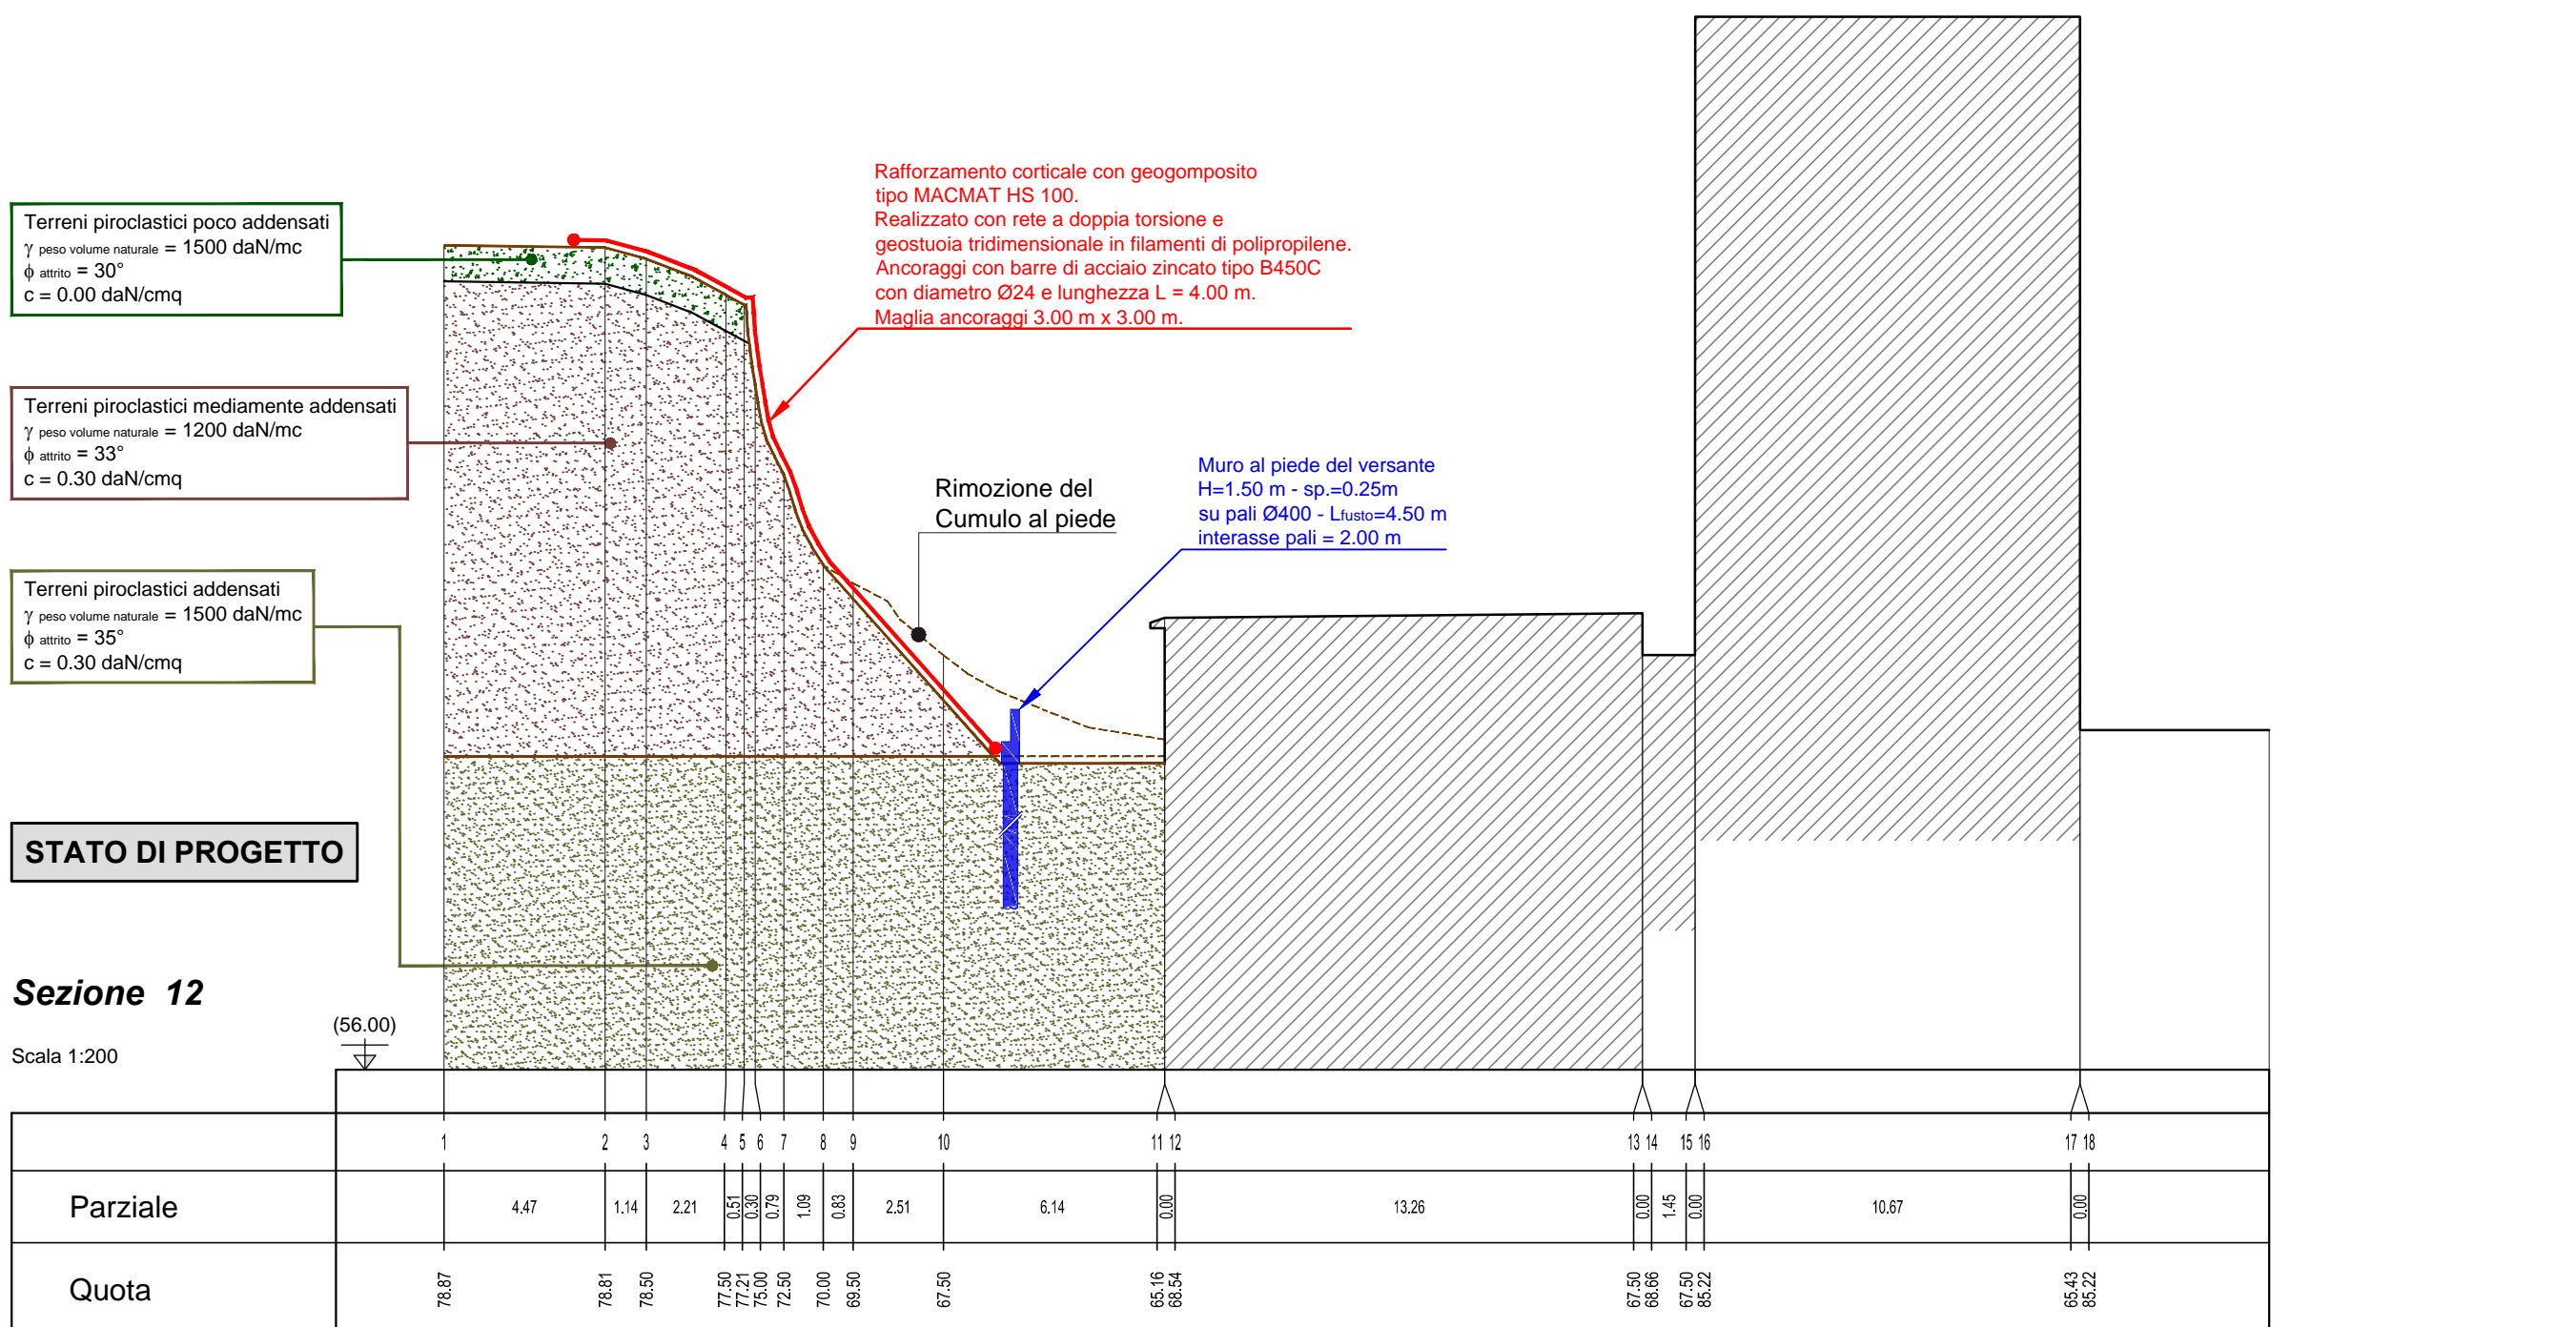 Rafforzamento corticale con geogomposito
tipo MACMAT HS 100.
Realizzato con rete a doppia torsione e
geostuoia tridimensionale in filamenti di polipropilene.
Ancoraggi con barre di acciaio zincato tipo B450C
con diametro Ø24 e lunghezza L = 4.00 m.
Maglia ancoraggi 3.00 m x 3.00 m.
Terreni piroclastici poco addensati
γ peso volume naturale = 1500 daN/mc
ϕ attrito = 30°
c = 0.00 daN/cmq
Terreni piroclastici mediamente addensati
γ peso volume naturale = 1200 daN/mc
ϕ attrito = 33°
c = 0.30 daN/cmq
Rimozione del
Cumulo al piede
Muro al piede del versante
H=1.50 m - sp.=0.25m
su pali Ø400 - Lfusto=4.50 m
interasse pali = 2.00 m
Terreni piroclastici addensati
γ peso volume naturale = 1500 daN/mc
ϕ attrito = 35°
c = 0.30 daN/cmq
STATO DI PROGETTO
Sezione 12
Scala 1:200
(56.00)
1 2 3 4 5 6 7 8 9 10 11 12 13 14 15 16 17 18
Parziale 4.47 1.14 2.21 0.51 0.30 0.79 1.09 0.83 2.51 6.14 0.00 13.26 0.00 1.45 0.00 10.67 0.00
Quota 78.87 78.81 78.50 77.50 77.21 75.00 72.50 70.00 69.50 67.50 65.16 68.54 67.50 68.66 67.50 85.22 65.43 85.22